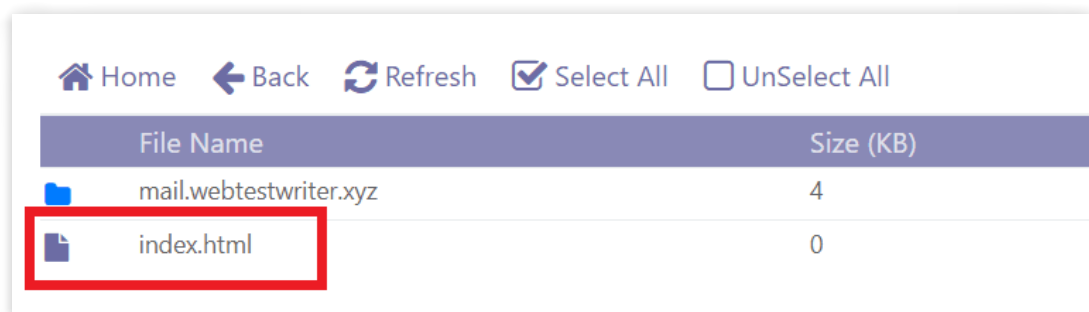 Home Back Refresh Select All UnSelect All
File Name Size (KB)
mail.webtestwriter.xyz 4
index.html 0